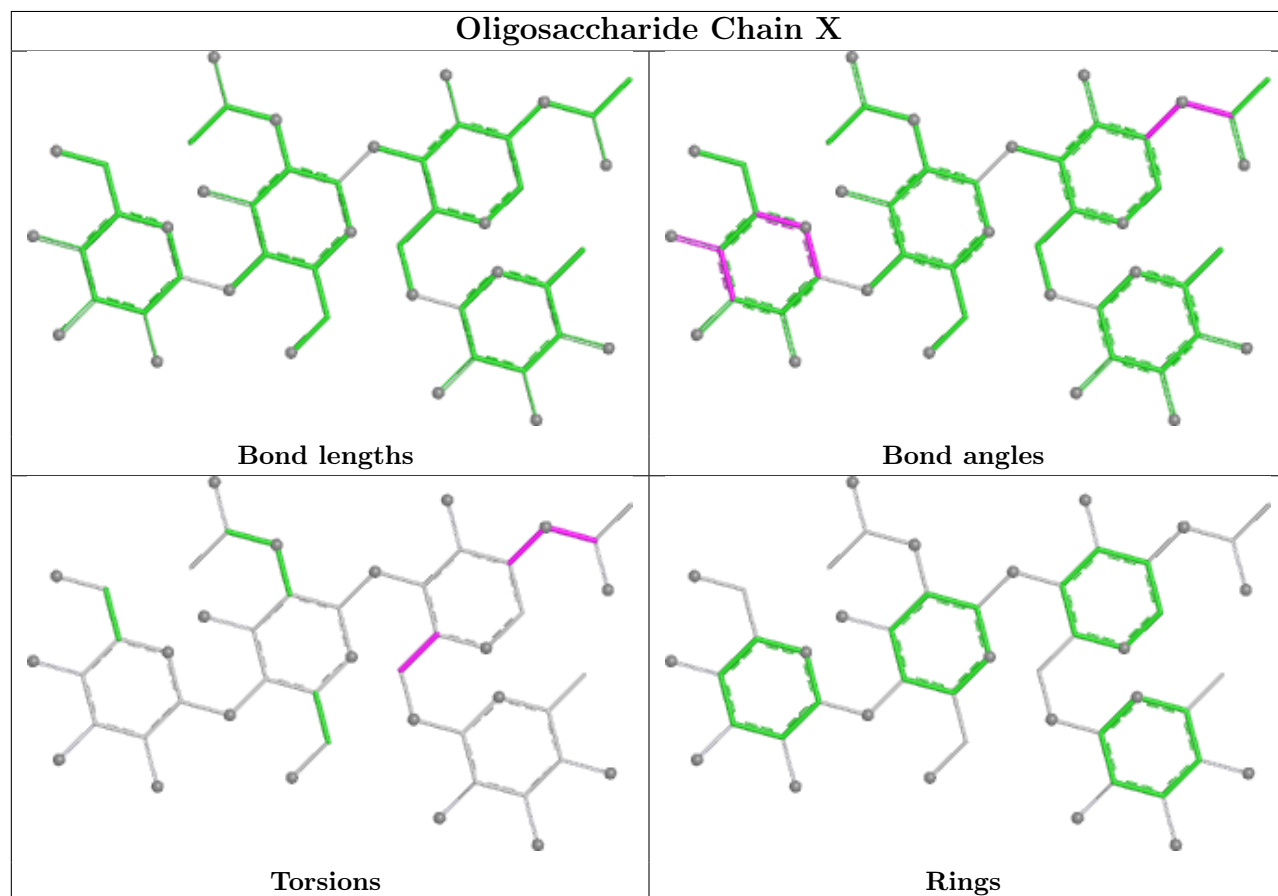 Oligosaccharide Chain X
Bond lengths
Bond angles
Torsions
Rings